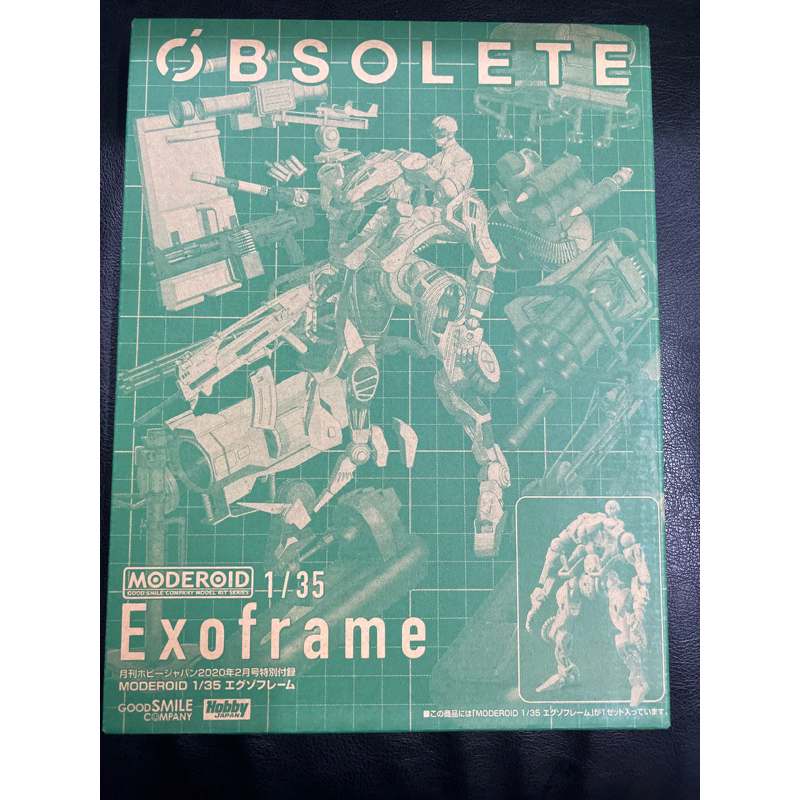 ØBSOLETE
MODEROID
GOOD SMILE COMPANY MODEL KIT SERIES
1/35
Exoframe
月刊ホビージャパン2020年2月号特別付録
MODEROID 1/35 エグゾフレーム
GOOD SMILE COMPANY
Hobby JAPAN
■この商品には「MODEROID 1/35 エグゾフレーム」が1セット入っています。